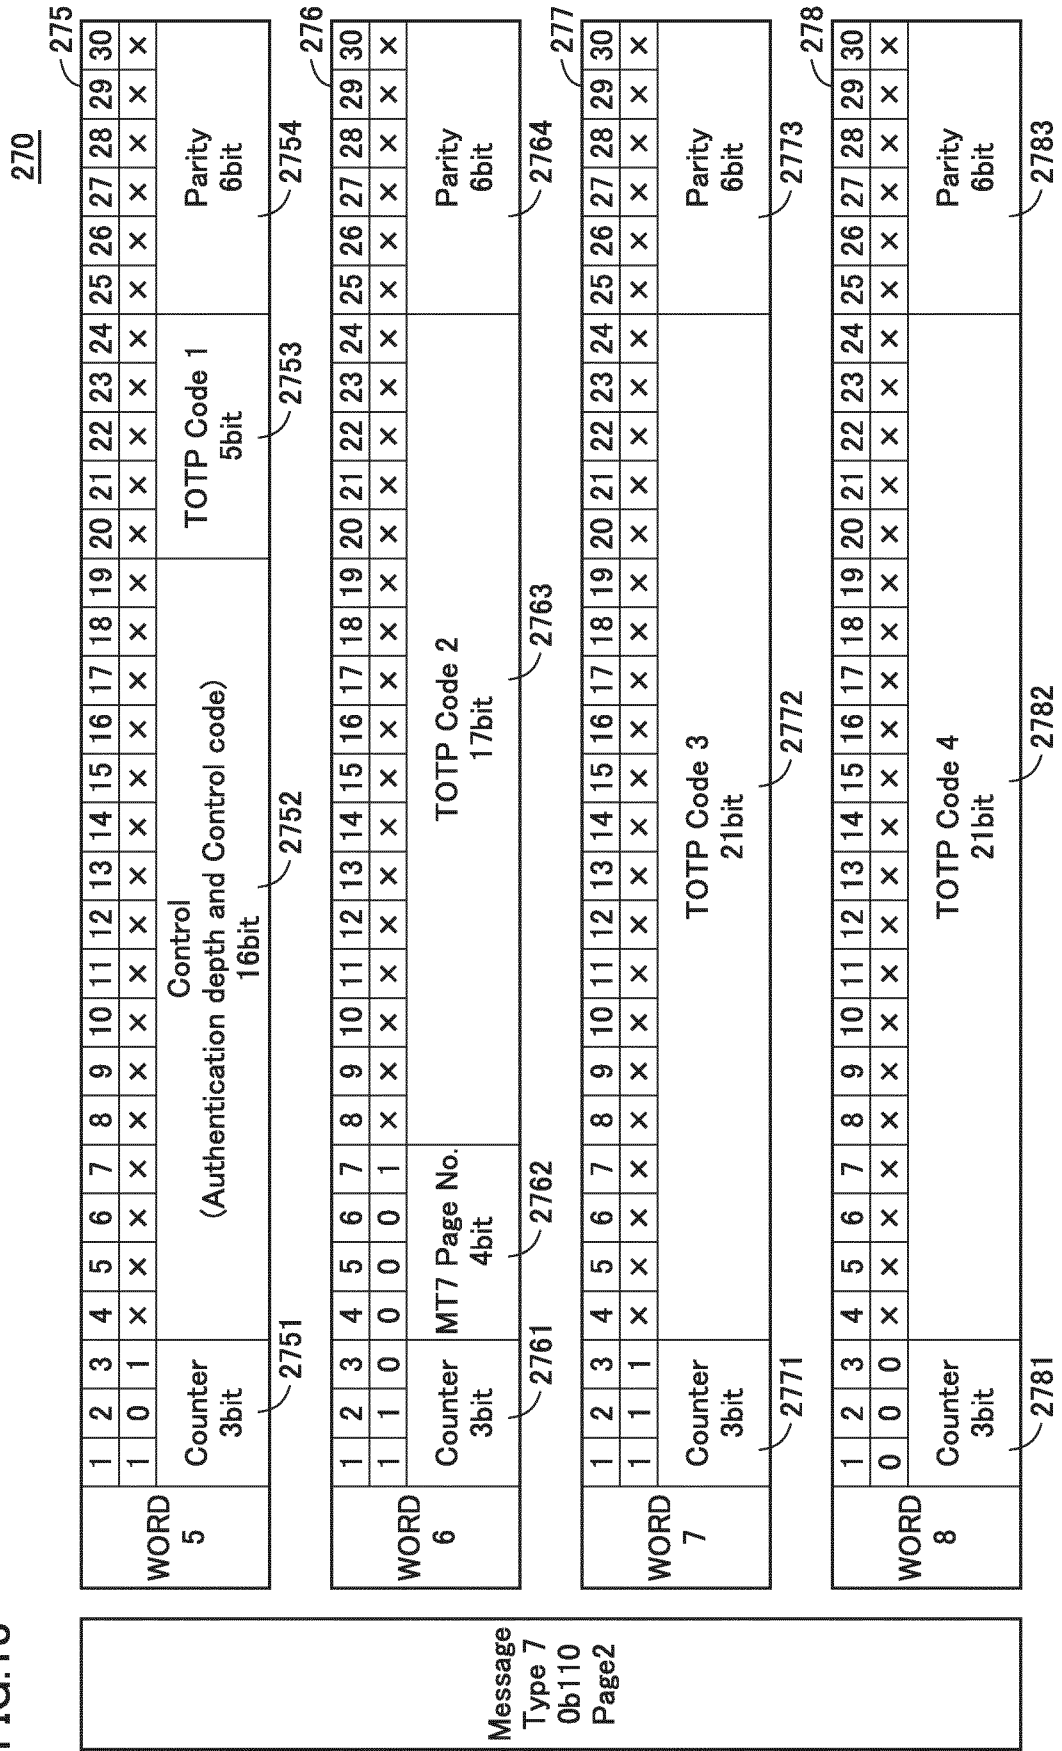 270
Message
Type 7
0b110
Page2
WORD
5
275
1 2 3 4 5 6 7 8 9 10 11 12 13 14 15 16 17 18 19 20 21 22 23 24 25 26 27 28 29 30
1 0 1 × × × × × × × × × × × × × × × × × × × × × × × × × × ×
Counter
3bit
2751
Control
(Authentication depth and Control code)
16bit
2752
TOTP Code 1
5bit
2753
Parity
6bit
2754
WORD
6
276
1 2 3 4 5 6 7 8 9 10 11 12 13 14 15 16 17 18 19 20 21 22 23 24 25 26 27 28 29 30
1 1 0 0 0 0 1 × × × × × × × × × × × × × × × × × × × × × × ×
Counter
3bit
2761
MT7 Page No.
4bit
2762
TOTP Code 2
17bit
2763
Parity
6bit
2764
WORD
7
277
1 2 3 4 5 6 7 8 9 10 11 12 13 14 15 16 17 18 19 20 21 22 23 24 25 26 27 28 29 30
1 1 1 × × × × × × × × × × × × × × × × × × × × × × × × × × ×
Counter
3bit
2771
TOTP Code 3
21bit
2772
Parity
6bit
2773
WORD
8
278
1 2 3 4 5 6 7 8 9 10 11 12 13 14 15 16 17 18 19 20 21 22 23 24 25 26 27 28 29 30
0 0 0 × × × × × × × × × × × × × × × × × × × × × × × × × × ×
Counter
3bit
2781
TOTP Code 4
21bit
2782
Parity
6bit
2783